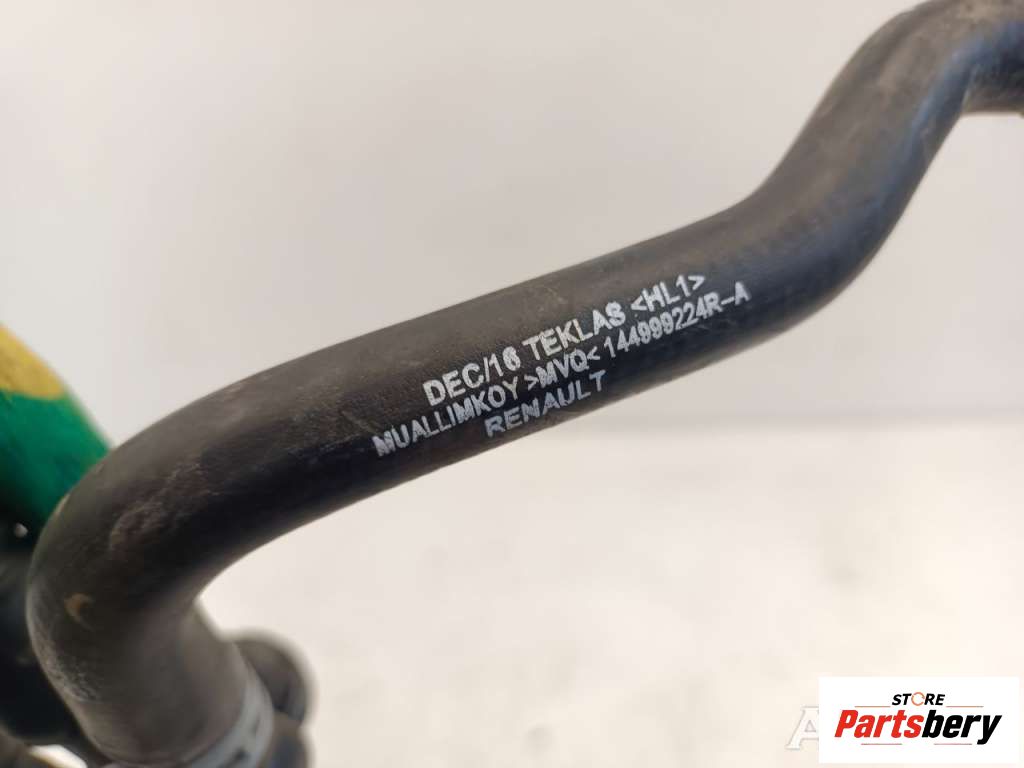 DEC/16 TEKLAS <HL1>
MUALLIMKOY >MVQ< 144999224R-A
RENAULT
STORE
Partsbery